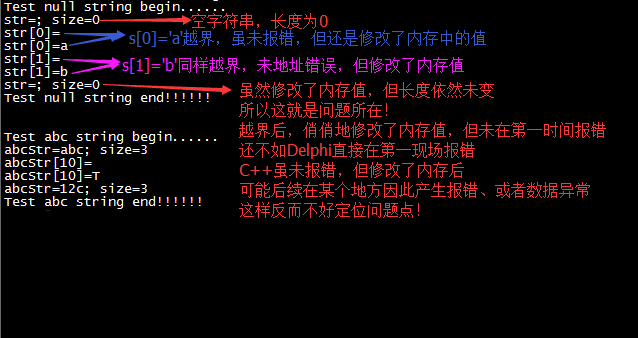 Test null string begin......
str=; size=0 空字符串，长度为0
str[0]=
str[0]=a s[0]='a'越界，虽未报错，但还是修改了内存中的值
str[1]=
str[1]=b s[1]='b'同样越界，未地址错误，但修改了内存值
str=; size=0 虽然修改了内存值，但长度依然未变
Test null string end!!!!!!
所以这就是问题所在！
越界后，俏俏地修改了内存值，但未在第一时间报错
还不如Delphi直接在第一现场报错
C++虽未报错，但修改了内存后
可能后续在某个地方因此产生报错、或者数据异常
这样反而不好定位问题点！
Test abc string begin......
abcStr=abc; size=3
abcStr[10]=
abcStr[10]=T
abcStr=12c; size=3
Test abc string end!!!!!!